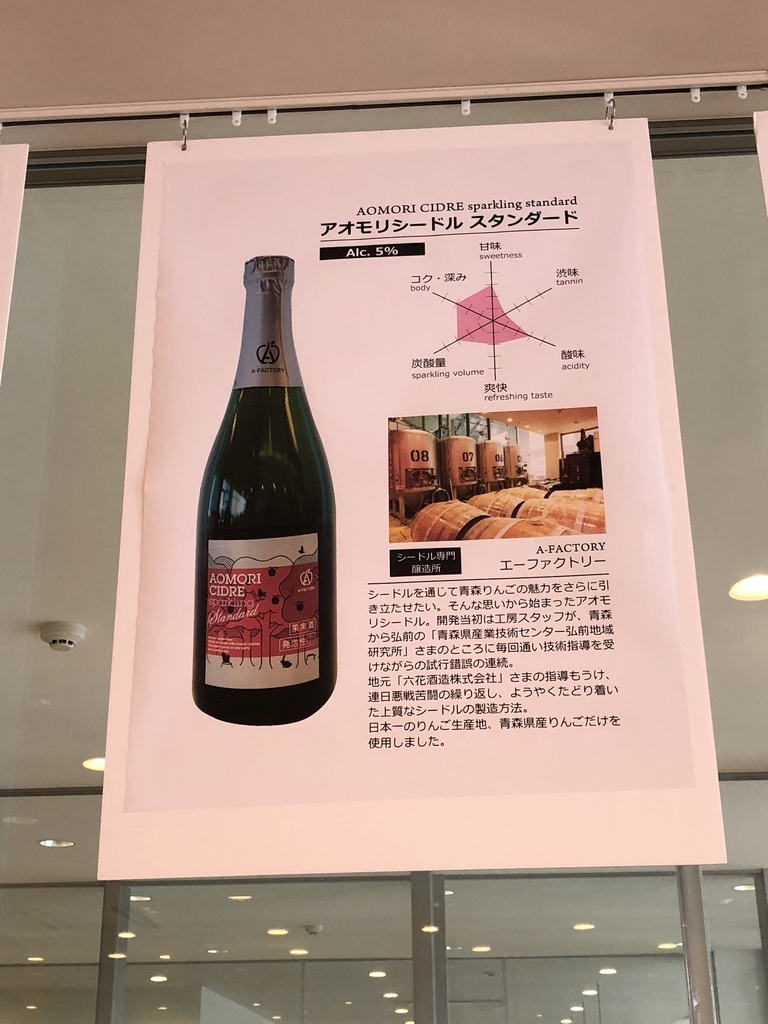 AOMORI CIDRE sparkling standard
アオモリシードル スタンダード
Alc. 5%
甘味
sweetness
渋味
tannin
コク・深み
body
炭酸量
sparkling volume
酸味
acidity
爽快
refreshing taste
A-FACTORY
08
07
06
AOMORI
CIDRE
sparkling
Standard
A-FACTORY
果実酒
シードル専門
醸造所
A-FACTORY
エーファクトリー
シードルを通じて青森りんごの魅力をさらに引
き立たせたい。そんな思いから始まったアオモ
リシードル。開発当初は工房スタッフが、青森
から弘前の「青森県産業技術センター弘前地域
研究所」さまのところに毎回通い技術指導を受
けながらの試行錯誤の連続。
地元「六花酒造株式会社」さまの指導もうけ、
連日悪戦苦闘の繰り返し、ようやくたどり着い
た上質なシードルの製造方法。
日本一のりんご生産地、青森県産りんごだけを
使用しました。